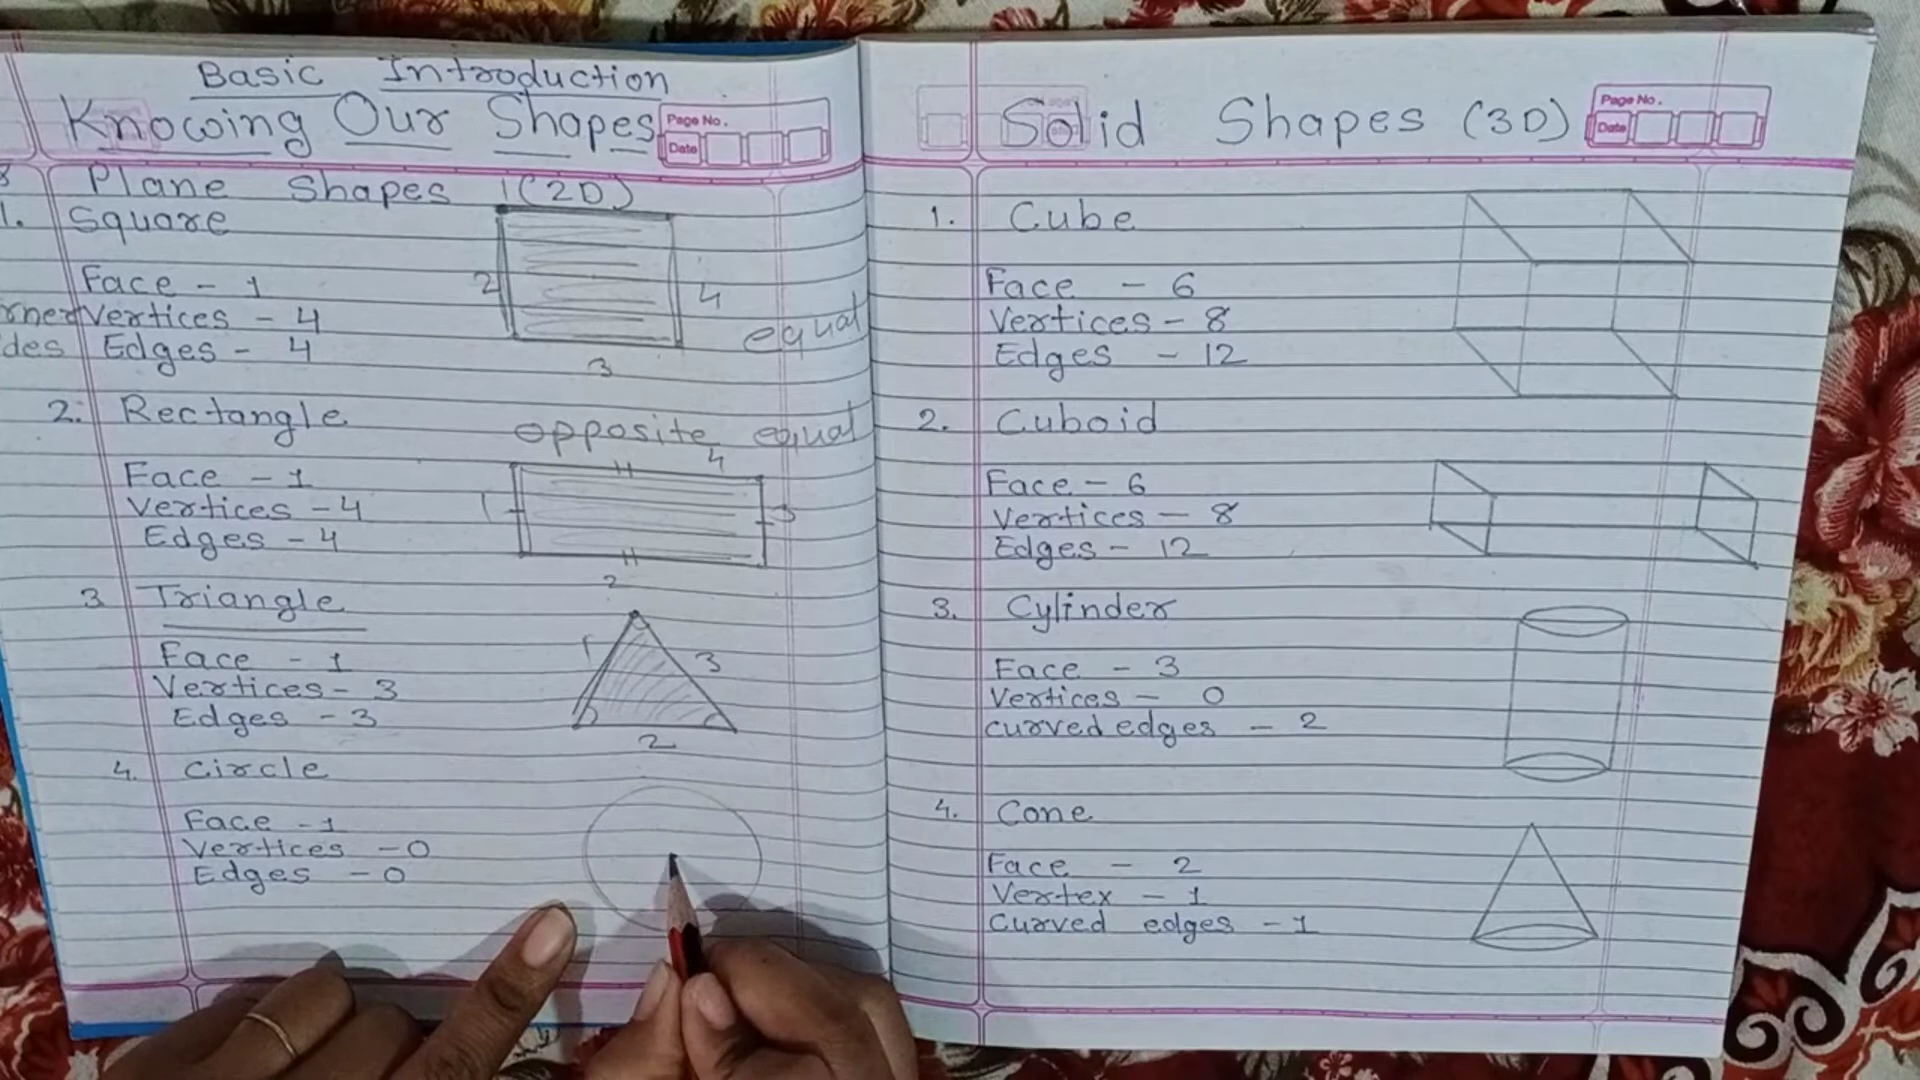 Basic Introduction
Knowing Our Shapes
Page No.
Date
Plane Shapes (2D)
1. Square
Face - 1
Vertices - 4
Edges - 4
2
4
3
equal
2. Rectangle
opposite equal
Face - 1
Vertices - 4
Edges - 4
1
4
3
2
3 Triangle
Face - 1
Vertices - 3
Edges - 3
1
3
2
4. Circle
Face - 1
Vertices - 0
Edges - 0
Solid Shapes (3D)
Page No.
Date
1. Cube
Face - 6
Vertices - 8
Edges - 12
2. Cuboid
Face - 6
Vertices - 8
Edges - 12
3. Cylinder
Face - 3
Vertices - 0
curved edges - 2
4. Cone
Face - 2
Vertex - 1
Curved edges - 1